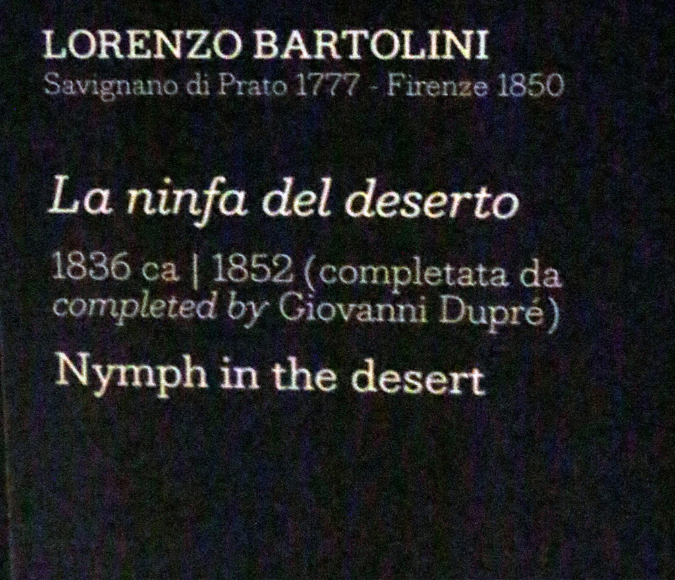 LORENZO BARTOLINI
Savignano di Prato 1777 - Firenze 1850
La ninfa del deserto
1836 ca | 1852 (completata da
completed by Giovanni Dupré)
Nymph in the desert